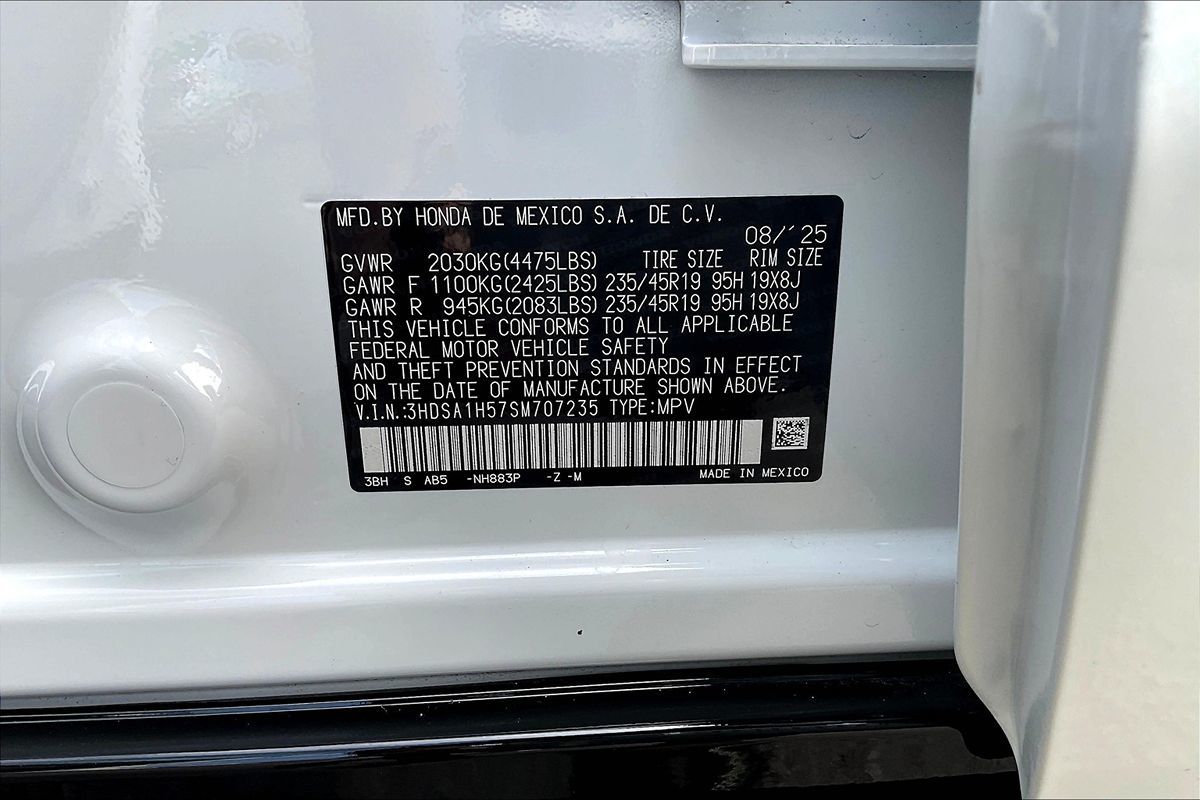 MFD.BY HONDA DE MEXICO S.A. DE C.V.
08/´25
GVWR 2030KG(4475LBS) TIRE SIZE RIM SIZE
GAWR F 1100KG(2425LBS) 235/45R19 95H 19X8J
GAWR R 945KG(2083LBS) 235/45R19 95H 19X8J
THIS VEHICLE CONFORMS TO ALL APPLICABLE
FEDERAL MOTOR VEHICLE SAFETY
AND THEFT PREVENTION STANDARDS IN EFFECT
ON THE DATE OF MANUFACTURE SHOWN ABOVE.
V.I.N:3HDSA1H57SM707235 TYPE:MPV
3BH S AB5 -NH883P -Z -M MADE IN MEXICO